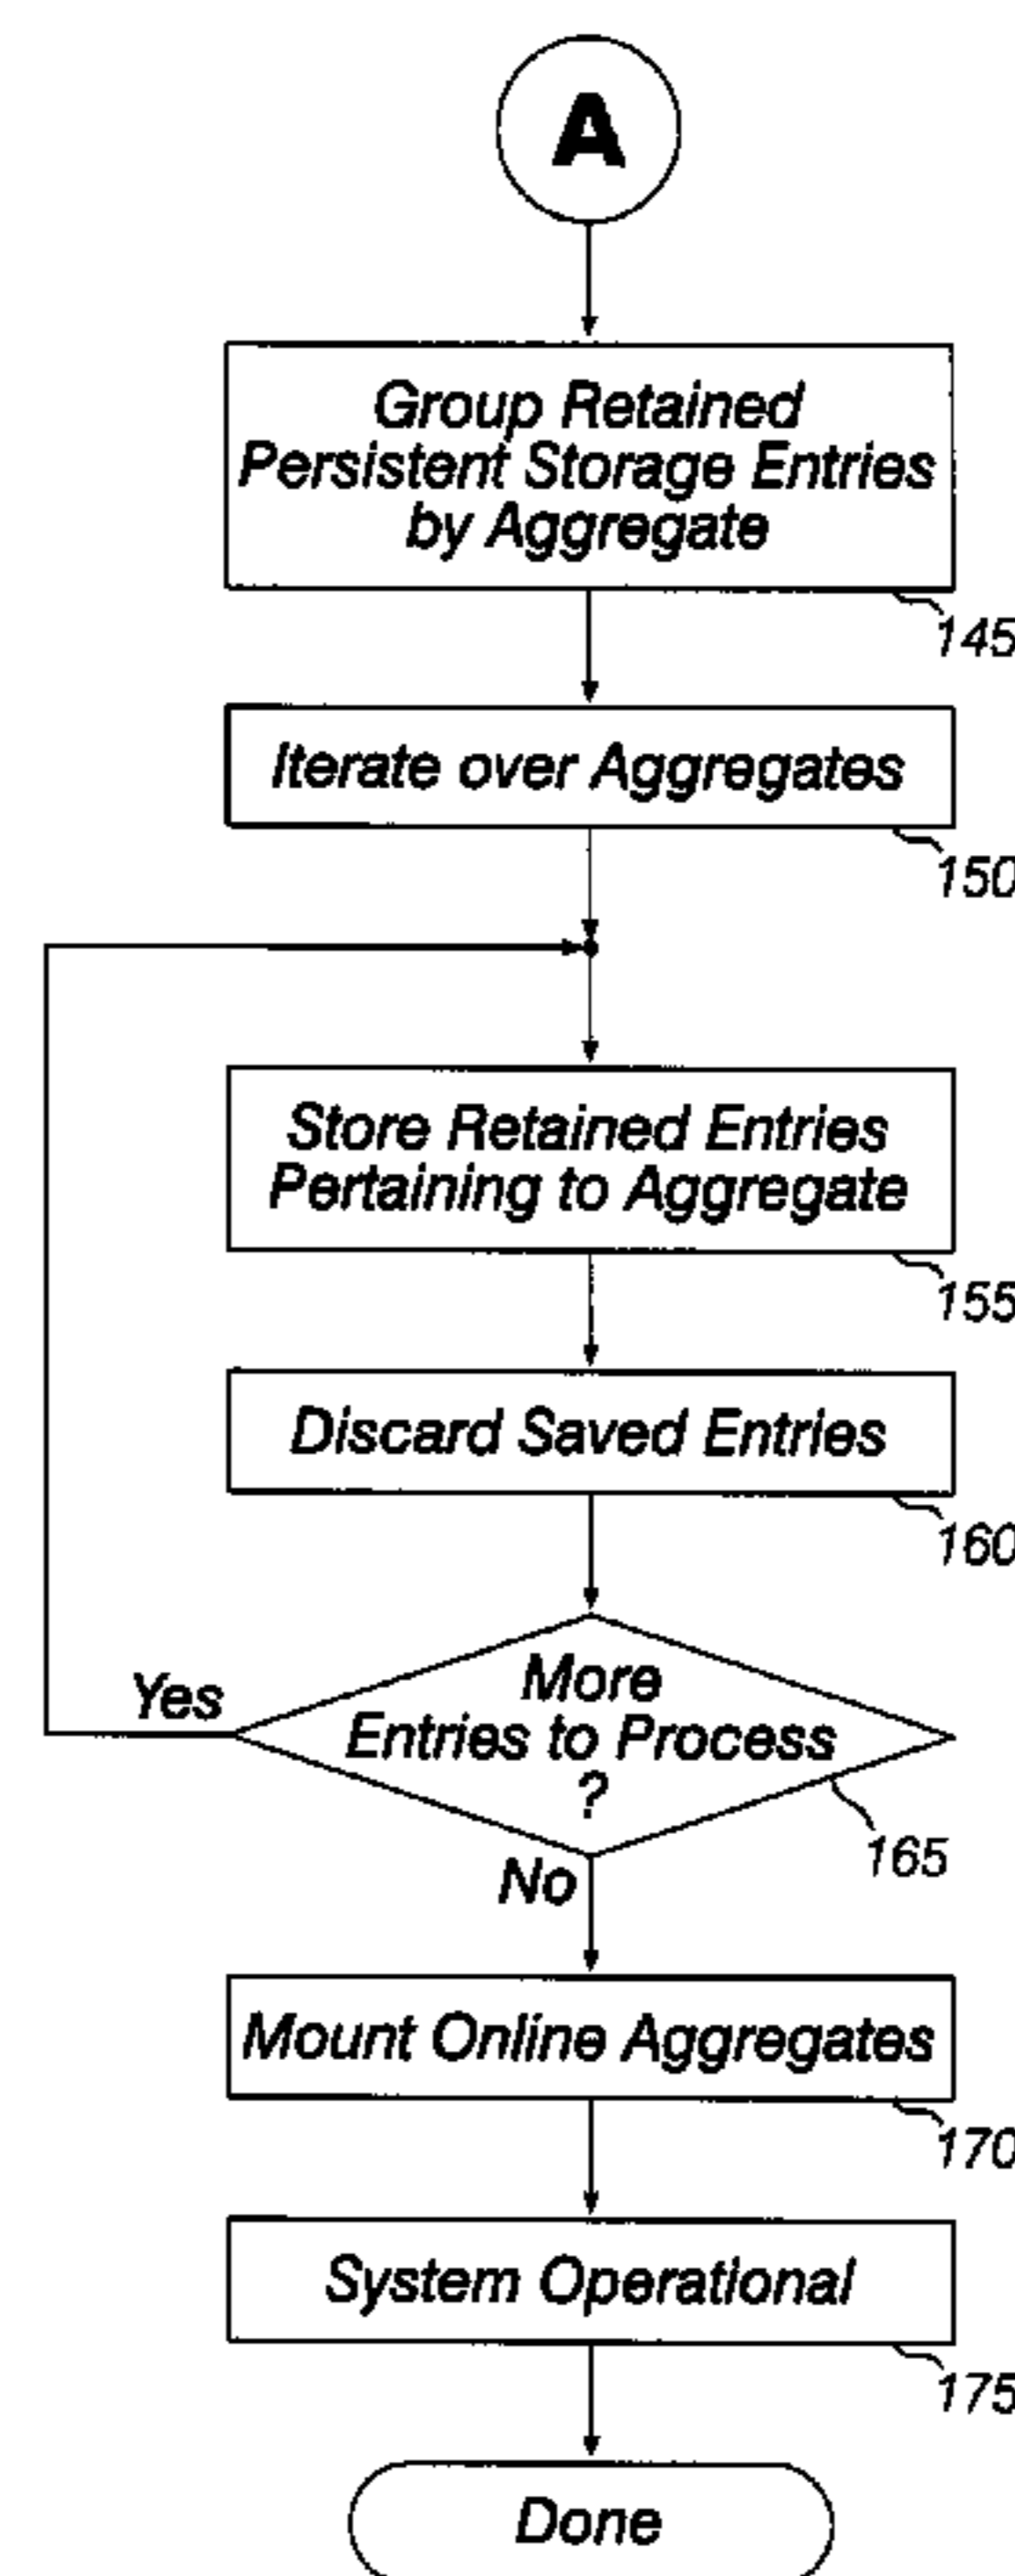 A
Group Retained
Persistent Storage Entries
by Aggregate
145
Iterate over Aggregates
150
Store Retained Entries
Pertaining to Aggregate
155
Discard Saved Entries
160
More
Entries to Process
?
Yes
165
No
Mount Online Aggregates
170
System Operational
175
Done